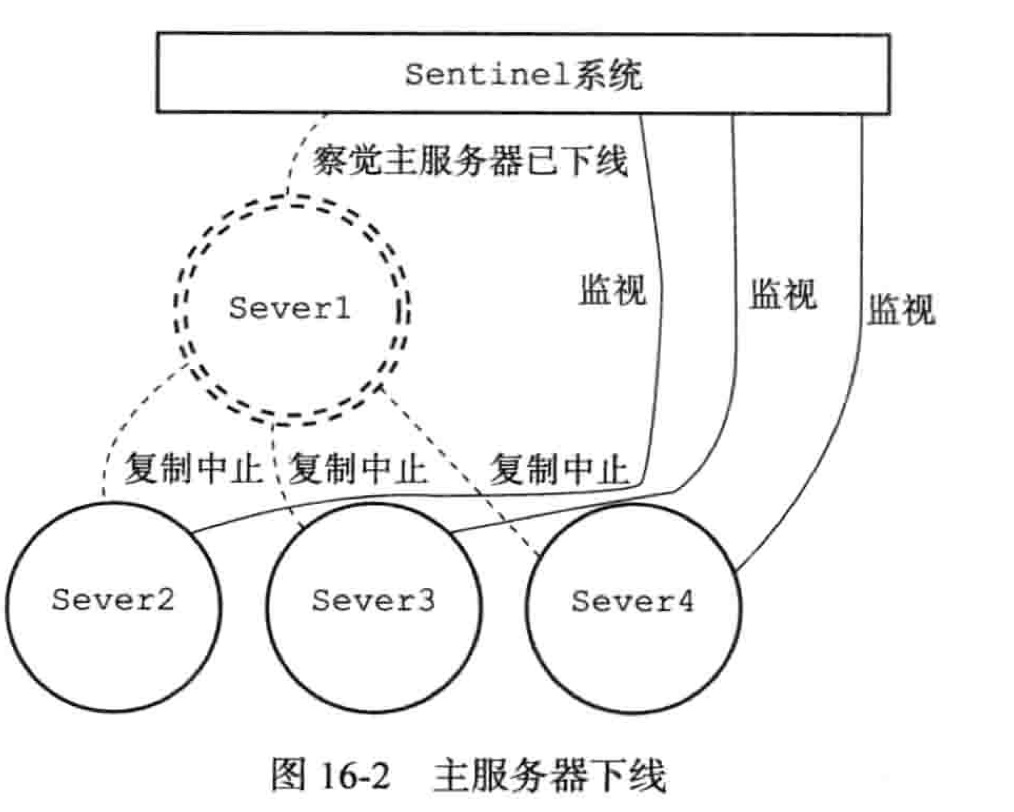 Sentinel系统
察觉主服务器已下线
Sever1
监视
监视
监视
复制中止
复制中止
复制中止
Sever2
Sever3
Sever4
图 16-2 主服务器下线